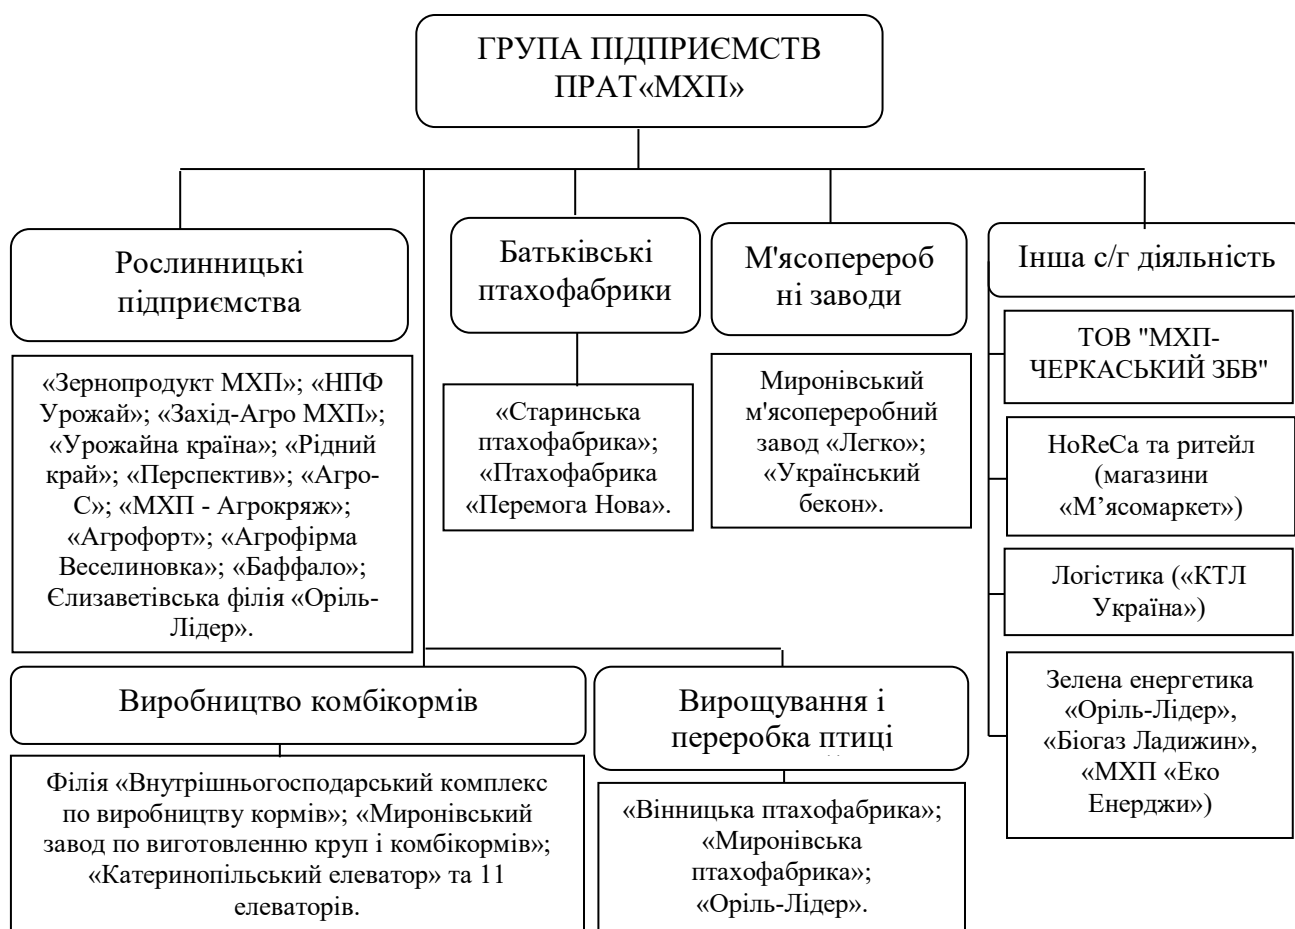 ГРУПА ПІДПРИЄМСТВ
ПРАТ«МХП»
Рослинницькі
підприємства
«Зернопродукт МХП»; «НПФ
Урожай»; «Захід-Агро МХП»;
«Урожайна країна»; «Рідний
край»; «Перспектив»; «Агро-
С»; «МХП - Агрокряж»;
«Агрофорт»; «Агрофірма
Веселиновка»; «Баффало»;
Єлизаветівська філія «Оріль-
Лідер».
Батьківські
птахофабрики
«Старинська
птахофабрика»;
«Птахофабрика
«Перемога Нова».
М'ясоперероб
ні заводи
Миронівський
м'ясопереробний
завод «Легко»;
«Український
бекон».
Інша с/г діяльність
ТОВ "МХП-
ЧЕРКАСЬКИЙ ЗБВ"
HoReCa та ритейл
(магазини
«М’ясомаркет»)
Логістика («КТЛ
Україна»)
Зелена енергетика
«Оріль-Лідер»,
«Біогаз Ладижин»,
«МХП «Еко
Енерджи»)
Виробництво комбікормів
Філія «Внутрішньогосподарський комплекс
по виробництву кормів»; «Миронівський
завод по виготовленню круп і комбікормів»;
«Катеринопільський елеватор» та 11
елеваторів.
Вирощування і
переробка птиці
«Вінницька птахофабрика»;
«Миронівська
птахофабрика»;
«Оріль-Лідер».